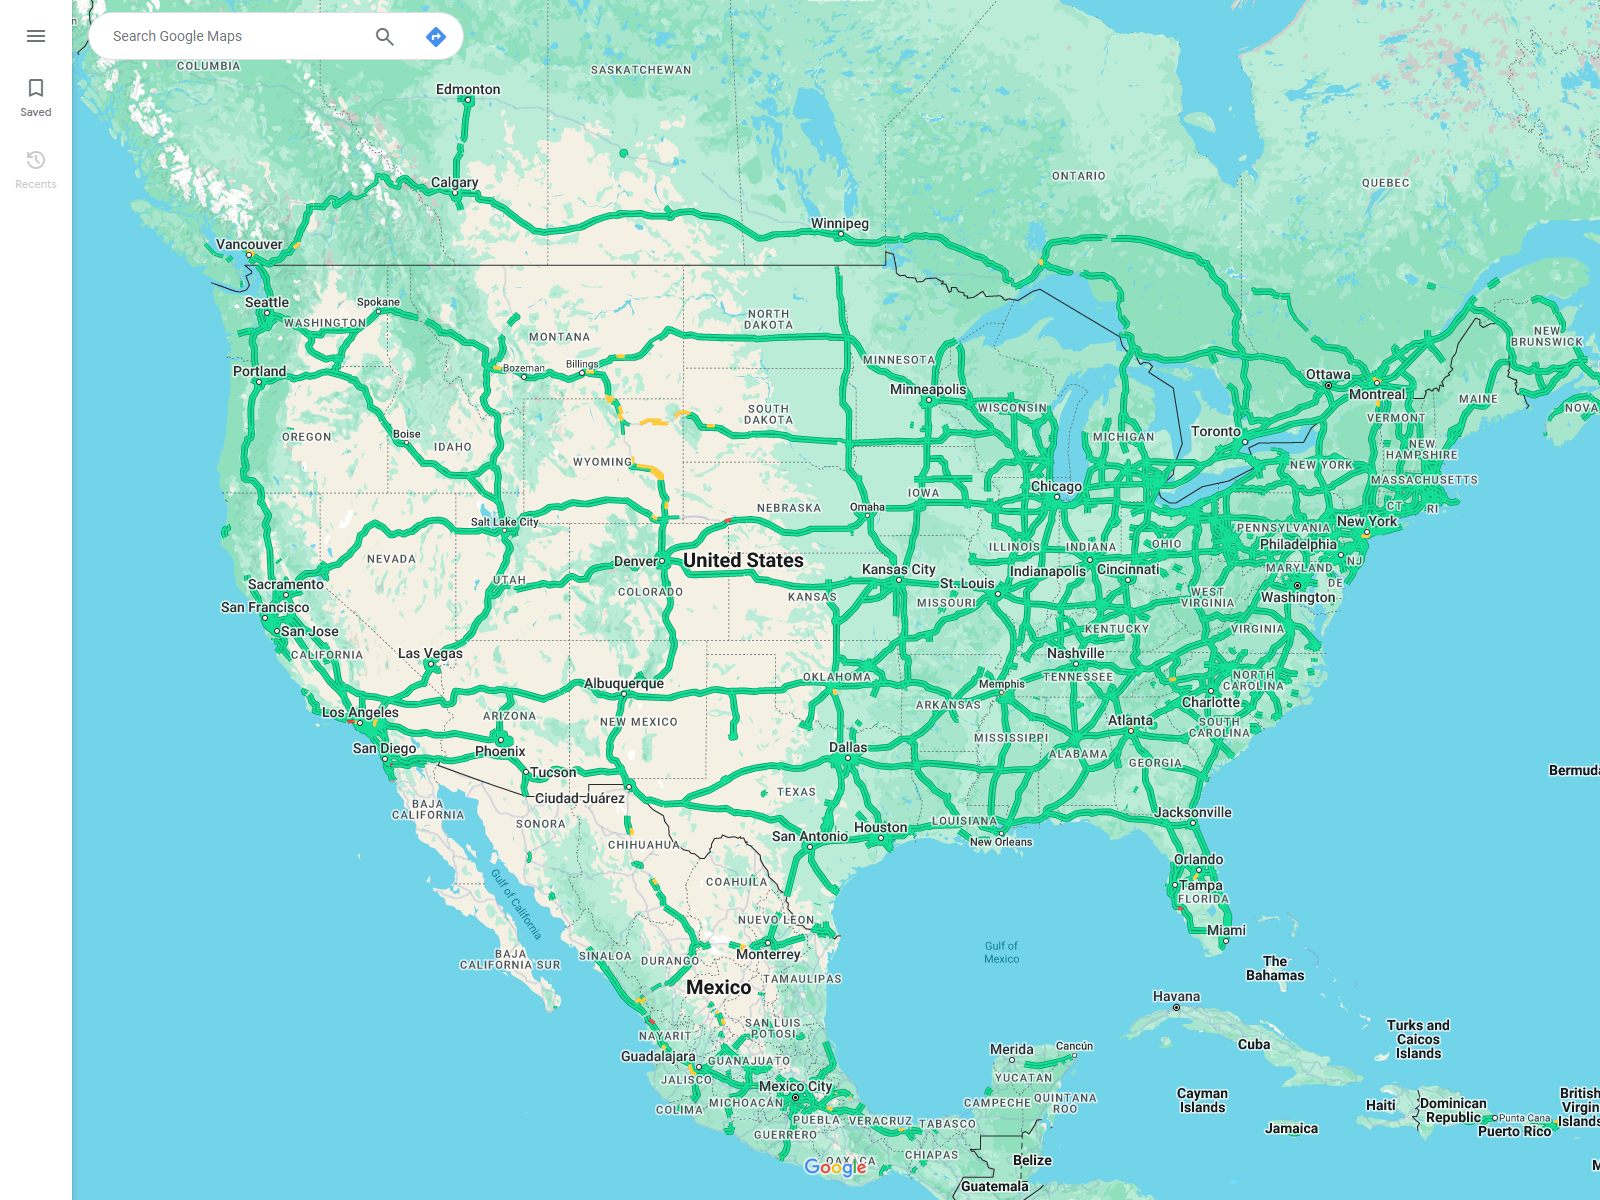 Search Google Maps
Saved
Recents
COLUMBIA
SASKATCHEWAN
Edmonton
ONTARIO
QUEBEC
Calgary
Winnipeg
Vancouver
Seattle
Spokane
WASHINGTON
MONTANA
NORTH
DAKOTA
NEW
BRUNSWICK
Portland
Bozeman
Billings
MINNESOTA
Minneapolis
Ottawa
Montreal
MAINE
NOVA
SOUTH
DAKOTA
WISCONSIN
VERMONT
Toronto
OREGON
Boise
IDAHO
MICHIGAN
NEW
HAMPSHIRE
WYOMING
NEW YORK
MASSACHUSETTS
Chicago
IOWA
CT
RI
Omaha
NEBRASKA
Salt Lake City
PENNSYLVANIA
New York
ILLINOIS
INDIANA
OHIO
Philadelphia
NEVADA
Denver
United States
NJ
Kansas City
Indianapolis
Cincinnati
MARYLAND
Sacramento
UTAH
COLORADO
KANSAS
St. Louis
MISSOURI
WEST
VIRGINIA
DE
Washington
San Francisco
San Jose
KENTUCKY
VIRGINIA
CALIFORNIA
Las Vegas
Nashville
OKLAHOMA
TENNESSEE
Albuquerque
Memphis
NORTH
CAROLINA
ARKANSAS
Charlotte
Los Angeles
ARIZONA
NEW MEXICO
Atlanta
SOUTH
CAROLINA
MISSISSIPPI
San Diego
Phoenix
Dallas
ALABAMA
GEORGIA
Tucson
Bermuda
Ciudad Juárez
TEXAS
BAJA
CALIFORNIA
SONORA
Jacksonville
LOUISIANA
Houston
San Antonio
New Orleans
CHIHUAHUA
Orlando
COAHUILA
Tampa
FLORIDA
Gulf of California
NUEVO LEON
Miami
Gulf of
Mexico
SINALOA
DURANGO
Monterrey
BAJA
CALIFORNIA SUR
The
Bahamas
TAMAULIPAS
Mexico
Havana
SAN LUIS
POTOSI
NAYARIT
Turks and
Caicos
Islands
Cuba
Guadalajara
GUANAJUATO
Merida
Cancún
JALISCO
Mexico City
YUCATAN
COLIMA
MICHOACÁN
CAMPECHE
QUINTANA
ROO
Cayman
Islands
Haiti
Dominican
Republic
Punta Cana
British
Virgin
Islands
PUEBLA
VERACRUZ
TABASCO
Jamaica
Puerto Rico
GUERRERO
CHIAPAS
Belize
OAXACA
Google
Guatemala